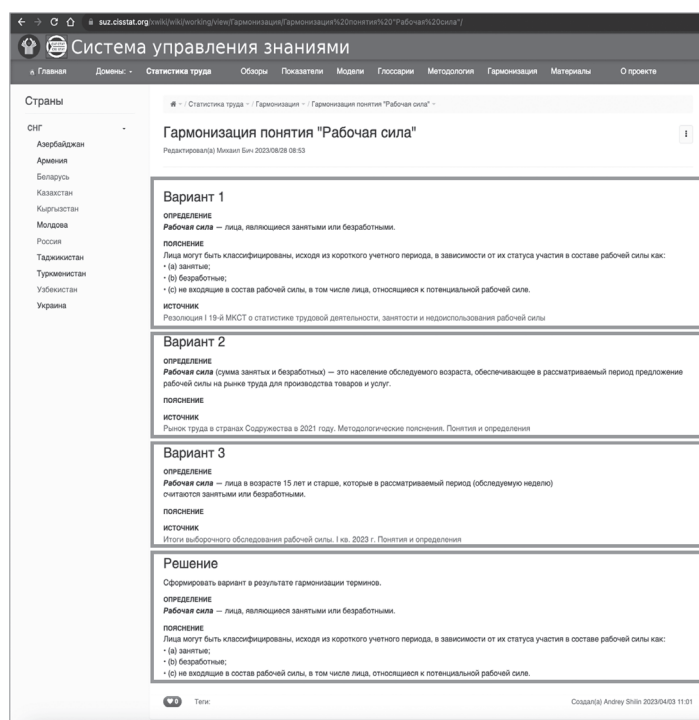 suz.cisstat.org/xwiki/wiki/working/view/Гармонизация/Гармонизация%20понятия%20"Рабочая%20сила"/
Система управления знаниями
Главная Домены: Статистика труда Обзоры Показатели Модели Глоссарии Методология Гармонизация Материалы О проекте
Страны
СНГ
Азербайджан
Армения
Беларусь
Казахстан
Кыргызстан
Молдова
Россия
Таджикистан
Туркменистан
Узбекистан
Украина
/ Статистика труда / Гармонизация / Гармонизация понятия "Рабочая сила"
Гармонизация понятия "Рабочая сила"
Редактировал(а) Михаил Бич 2023/08/28 08:53
Вариант 1
ОПРЕДЕЛЕНИЕ
Рабочая сила — лица, являющиеся занятыми или безработными.
ПОЯСНЕНИЕ
Лица могут быть классифицированы, исходя из короткого учетного периода, в зависимости от их статуса участия в составе рабочей силы как:
• (a) занятые;
• (b) безработные;
• (c) не входящие в состав рабочей силы, в том числе лица, относящиеся к потенциальной рабочей силе.
ИСТОЧНИК
Резолюция I 19-й МКСТ о статистике трудовой деятельности, занятости и недоиспользования рабочей силы
Вариант 2
ОПРЕДЕЛЕНИЕ
Рабочая сила (сумма занятых и безработных) — это население обследуемого возраста, обеспечивающее в рассматриваемый период предложение
рабочей силы на рынке труда для производства товаров и услуг.
ПОЯСНЕНИЕ
ИСТОЧНИК
Рынок труда в странах Содружества в 2021 году. Методологические пояснения. Понятия и определения
Вариант 3
ОПРЕДЕЛЕНИЕ
Рабочая сила — лица в возрасте 15 лет и старше, которые в рассматриваемый период (обследуемую неделю)
считаются занятыми или безработными.
ПОЯСНЕНИЕ
ИСТОЧНИК
Итоги выборочного обследования рабочей силы. I кв. 2023 г. Понятия и определения
Решение
Сформировать вариант в результате гармонизации терминов.
ОПРЕДЕЛЕНИЕ
Рабочая сила — лица, являющиеся занятыми или безработными.
ПОЯСНЕНИЕ
Лица могут быть классифицированы, исходя из короткого учетного периода, в зависимости от их статуса участия в составе рабочей силы как:
• (a) занятые;
• (b) безработные;
• (c) не входящие в состав рабочей силы, в том числе лица, относящиеся к потенциальной рабочей силе.
0 Теги: Создал(а) Andrey Shilin 2023/04/03 11:01